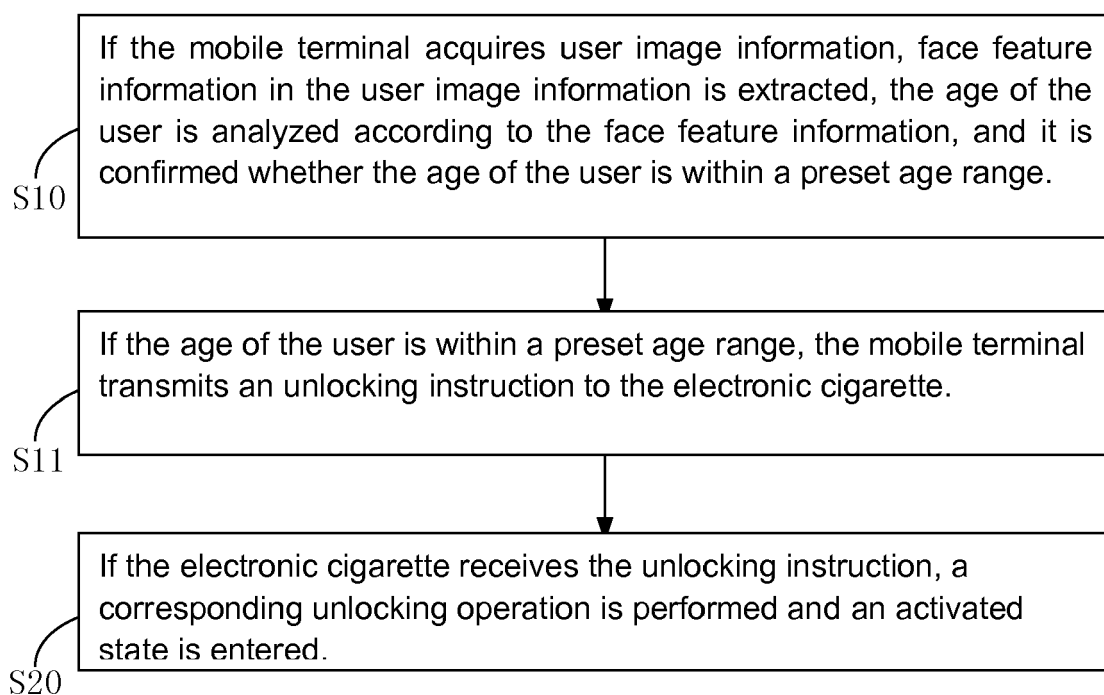 If the mobile terminal acquires user image information, face feature
information in the user image information is extracted, the age of the
user is analyzed according to the face feature information, and it is
confirmed whether the age of the user is within a preset age range.
S10
If the age of the user is within a preset age range, the mobile terminal
transmits an unlocking instruction to the electronic cigarette.
S11
If the electronic cigarette receives the unlocking instruction, a
corresponding unlocking operation is performed and an activated
state is entered.
S20